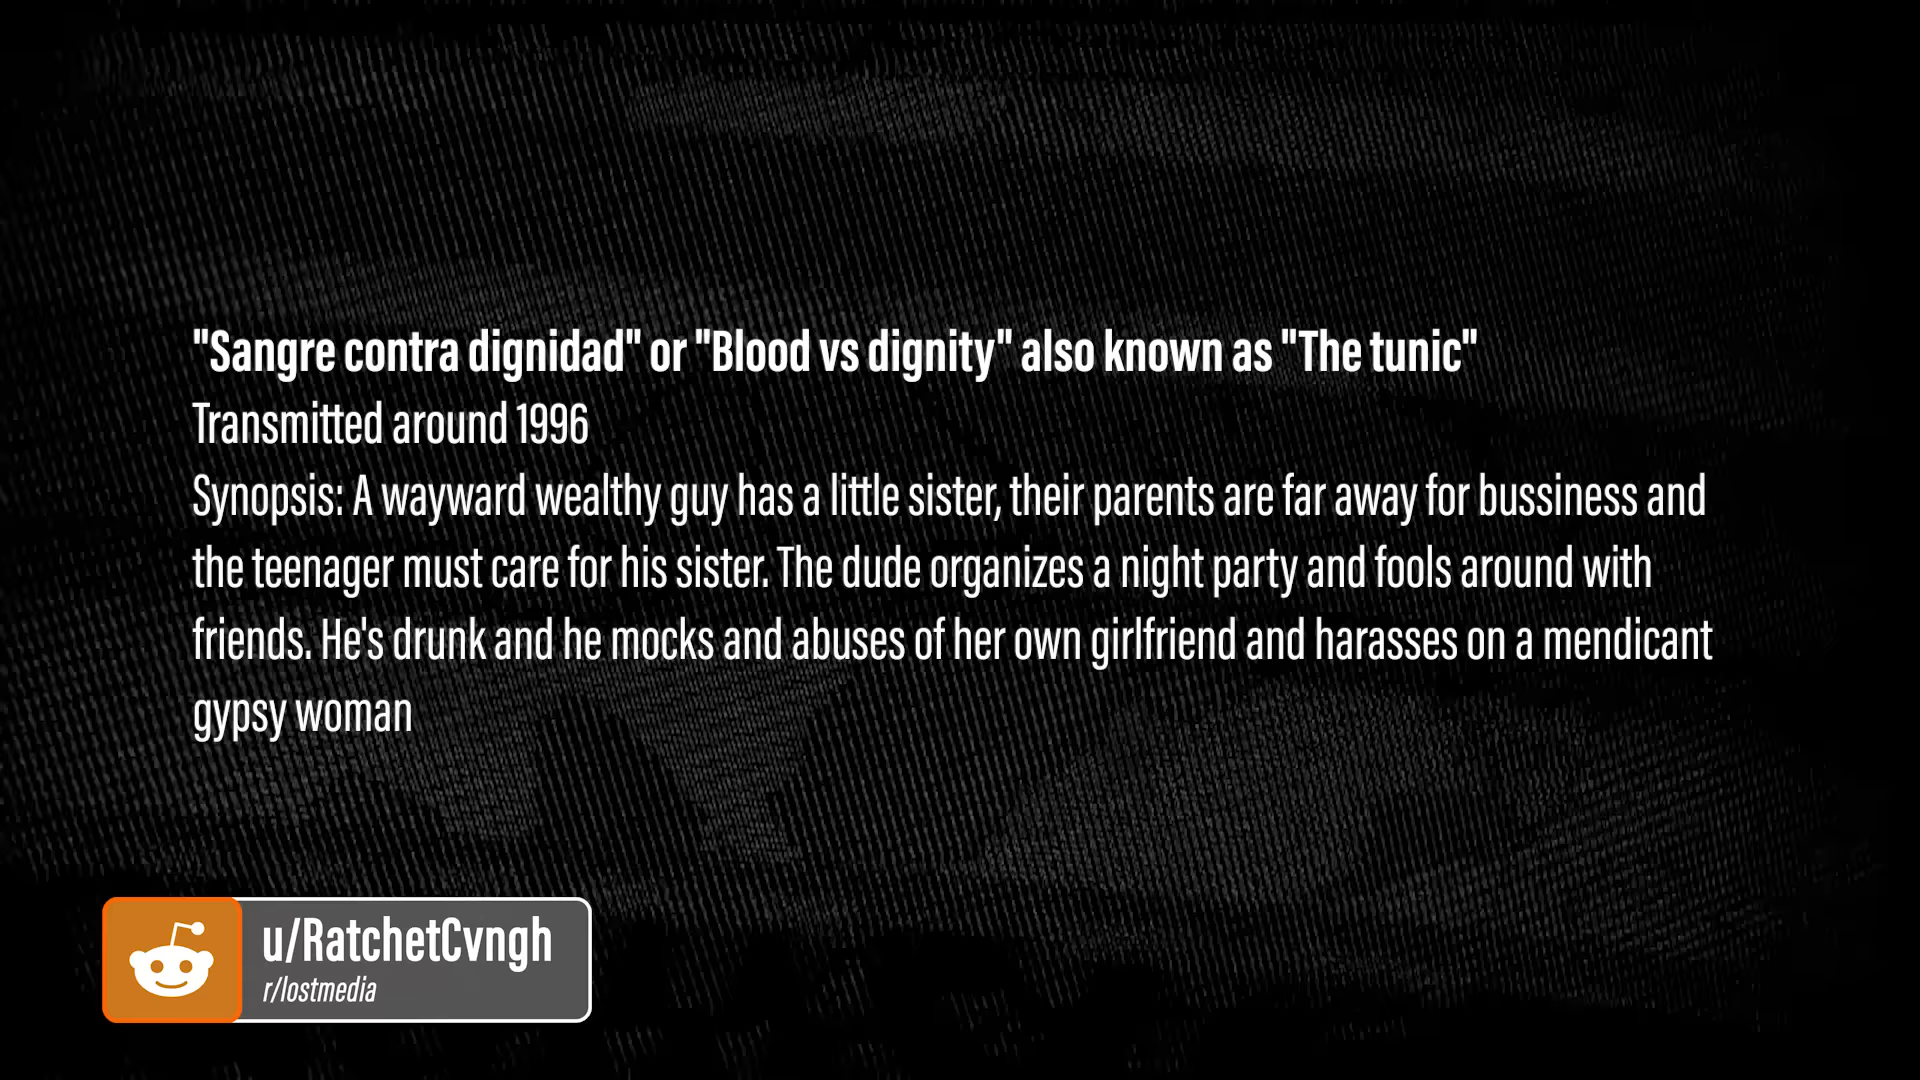 "Sangre contra dignidad" or "Blood vs dignity" also known as "The tunic"
Transmitted around 1996
Synopsis: A wayward wealthy guy has a little sister, their parents are far away for bussiness and
the teenager must care for his sister. The dude organizes a night party and fools around with
friends. He's drunk and he mocks and abuses of her own girlfriend and harasses on a mendicant
gypsy woman
u/RatchetCvngh
r/lostmedia